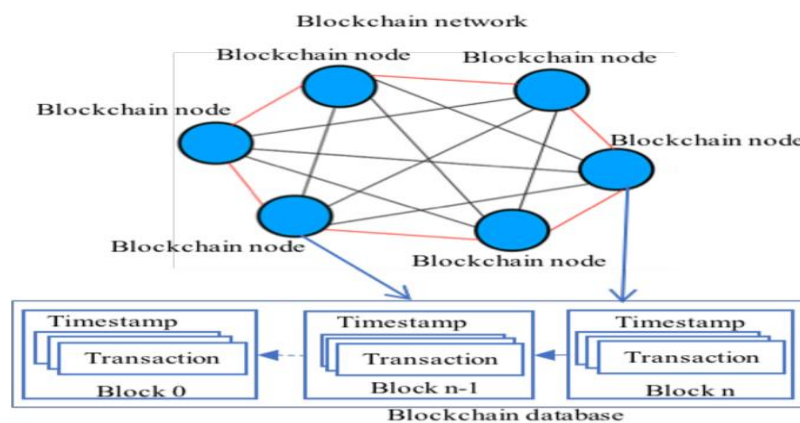 Blockchain network
Blockchain node
Blockchain node
Blockchain node
Blockchain node
Blockchain node
Blockchain node
Timestamp
Transaction
Block 0
Timestamp
Transaction
Block n-1
Timestamp
Transaction
Block n
Blockchain database